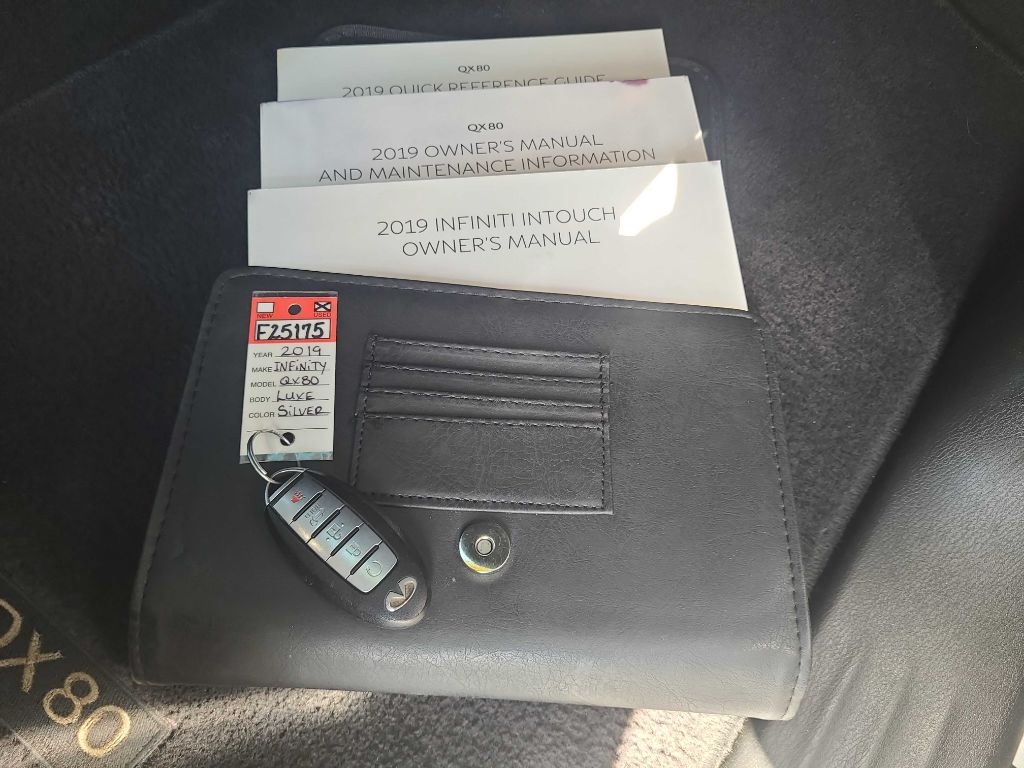 QX80
2019 QUICK REFERENCE GUIDE
QX80
2019 OWNER'S MANUAL
AND MAINTENANCE INFORMATION
2019 INFINITI INTOUCH
OWNER'S MANUAL
NEW USED
F25175
YEAR 2019
MAKE INFINITY
MODEL QX80
BODY LUXE
COLOR SILVER
QX80